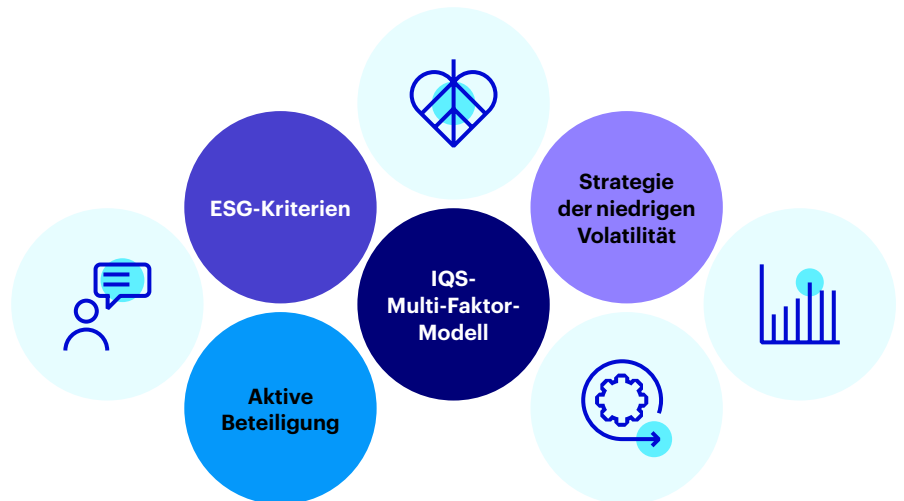 ESG-Kriterien
Strategie
der niedrigen
Volatilität
IQS-
Multi-Faktor-
Modell
Aktive
Beteiligung